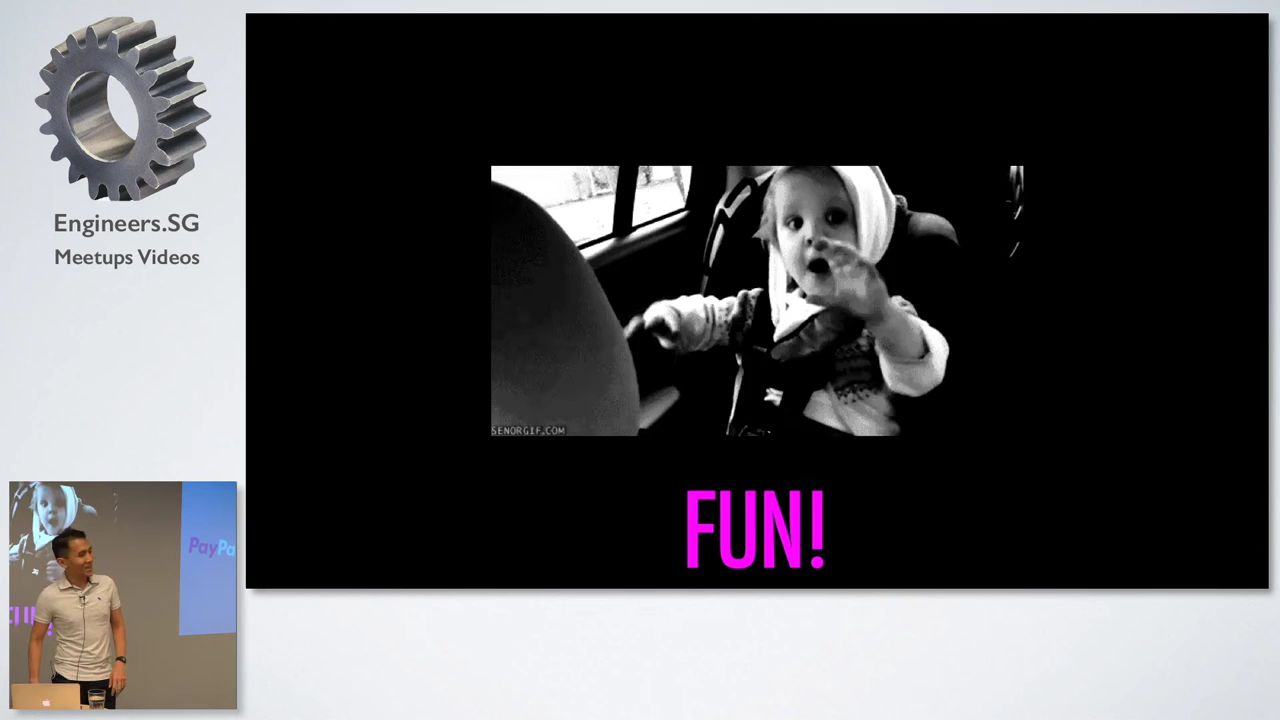 Engineers.SG
Meetups Videos
SENORGIF.COM
FUN!
PayPa